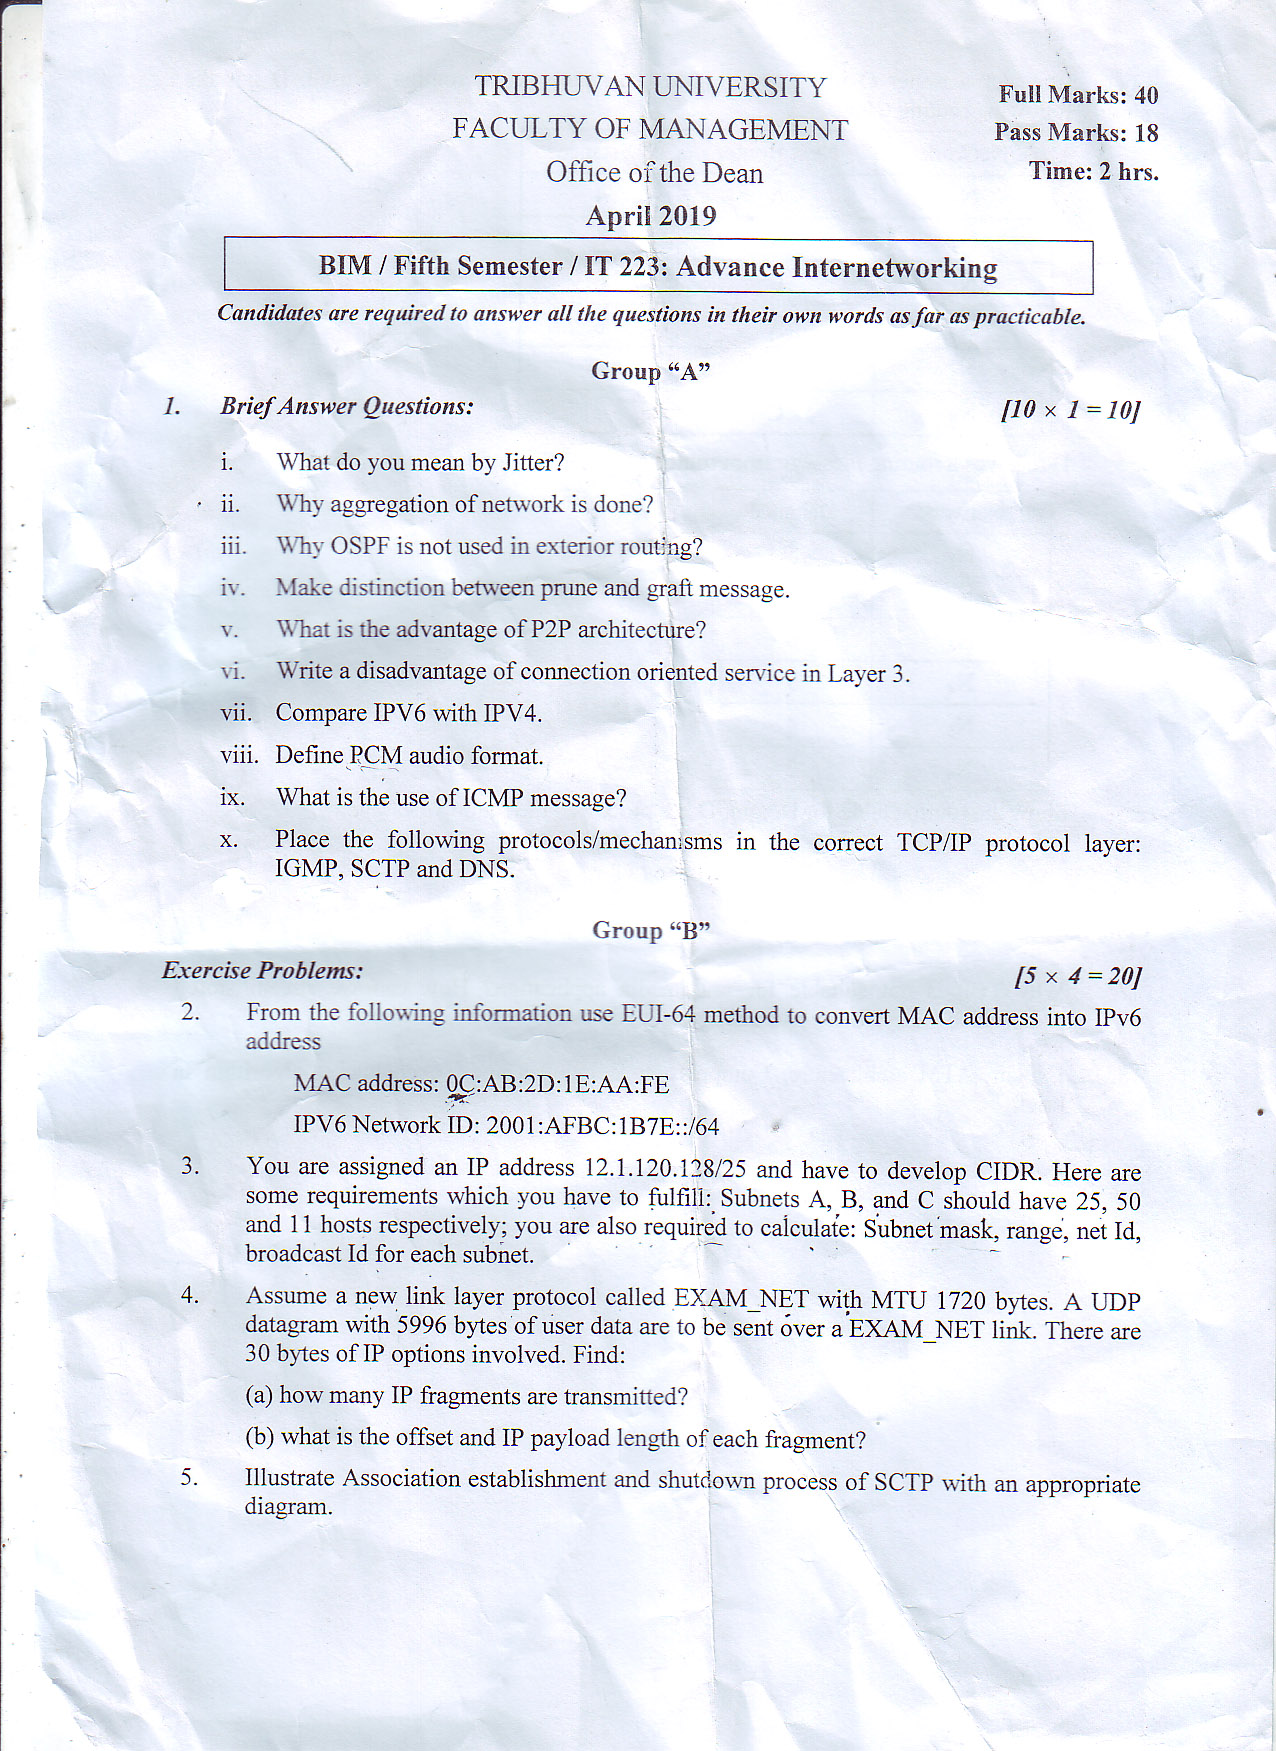 TRIBHUVAN UNIVERSITY
FACULTY OF MANAGEMENT
Office of the Dean
April 2019
Full Marks: 40
Pass Marks: 18
Time: 2 hrs.
BIM / Fifth Semester / IT 223: Advance Internetworking
Candidates are required to answer all the questions in their own words as far as practicable.
Group “A”
1. Brief Answer Questions: [10 × 1 = 10]
i. What do you mean by Jitter?
ii. Why aggregation of network is done?
iii. Why OSPF is not used in exterior routing?
iv. Make distinction between prune and graft message.
v. What is the advantage of P2P architecture?
vi. Write a disadvantage of connection oriented service in Layer 3.
vii. Compare IPV6 with IPV4.
viii. Define PCM audio format.
ix. What is the use of ICMP message?
x. Place the following protocols/mechanisms in the correct TCP/IP protocol layer:
IGMP, SCTP and DNS.
Group “B”
Exercise Problems: [5 × 4 = 20]
2. From the following information use EUI-64 method to convert MAC address into IPv6
address
MAC address: 0C:AB:2D:1E:AA:FE
IPV6 Network ID: 2001:AFBC:1B7E::/64
3. You are assigned an IP address 12.1.120.128/25 and have to develop CIDR. Here are
some requirements which you have to fulfill: Subnets A, B, and C should have 25, 50
and 11 hosts respectively; you are also required to calculate: Subnet mask, range, net Id,
broadcast Id for each subnet.
4. Assume a new link layer protocol called EXAM_NET with MTU 1720 bytes. A UDP
datagram with 5996 bytes of user data are to be sent over a EXAM_NET link. There are
30 bytes of IP options involved. Find:
(a) how many IP fragments are transmitted?
(b) what is the offset and IP payload length of each fragment?
5. Illustrate Association establishment and shutdown process of SCTP with an appropriate
diagram.